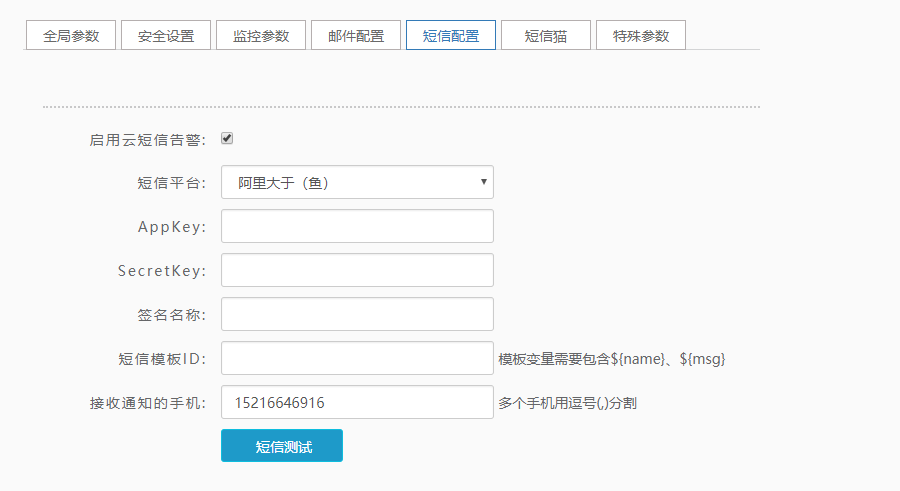 全局参数 安全设置 监控参数 邮件配置 短信配置 短信猫 特殊参数
启用云短信告警:
短信平台: 阿里大于（鱼）
AppKey:
SecretKey:
签名名称:
短信模板ID: 模板变量需要包含${name}、${msg}
接收通知的手机: 15216646916 多个手机用逗号(,)分割
短信测试